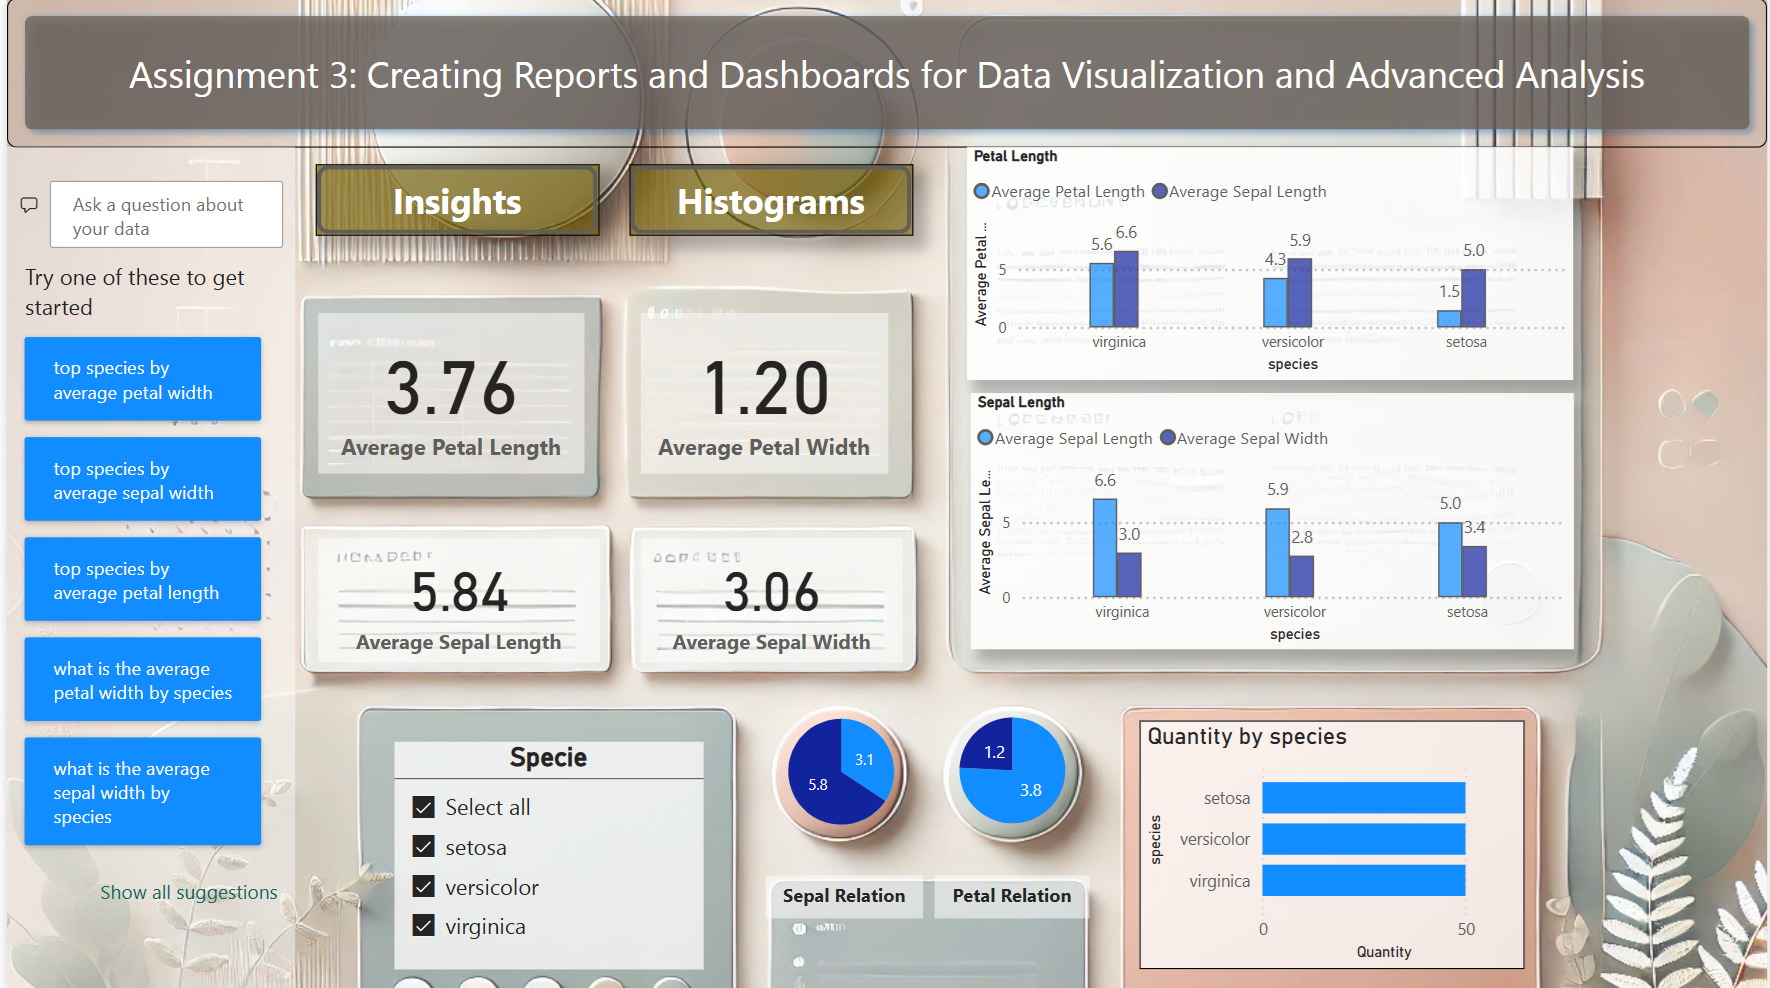 Assignment 3: Creating Reports and Dashboards for Data Visualization and Advanced Analysis
Ask a question about
your data
Try one of these to get
started
top species by
average petal width
top species by
average sepal width
top species by
average petal length
what is the average
petal width by species
what is the average
sepal width by
species
Show all suggestions
Insights
Histograms
3.76
Average Petal Length
1.20
Average Petal Width
5.84
Average Sepal Length
3.06
Average Sepal Width
Petal Length
Average Petal Length Average Sepal Length
Average Petal ...
5
0
5.6 6.6
4.3 5.9
1.5 5.0
virginica versicolor setosa
species
Sepal Length
Average Sepal Length Average Sepal Width
Average Sepal Le...
5
0
6.6 3.0
5.9 2.8
5.0 3.4
virginica versicolor setosa
species
Specie
Select all
setosa
versicolor
virginica
3.1
5.8
Sepal Relation
1.2
3.8
Petal Relation
Quantity by species
species
setosa
versicolor
virginica
0 50
Quantity